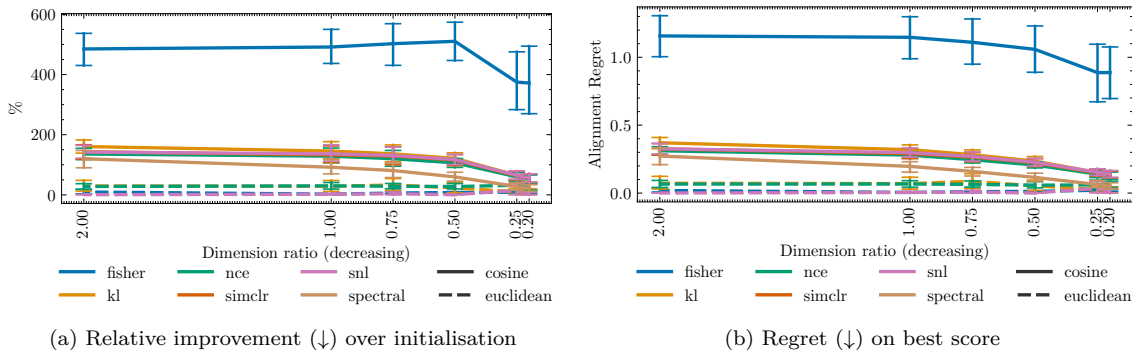 600
400
200
0
%
2.00
1.00
0.75
0.50
0.25
0.20
Dimension ratio (decreasing)
fisher nce snl cosine
kl simclr spectral euclidean
(a) Relative improvement (↓) over initialisation
1.0
0.5
0.0
Alignment Regret
2.00
1.00
0.75
0.50
0.25
0.20
Dimension ratio (decreasing)
fisher nce snl cosine
kl simclr spectral euclidean
(b) Regret (↓) on best score